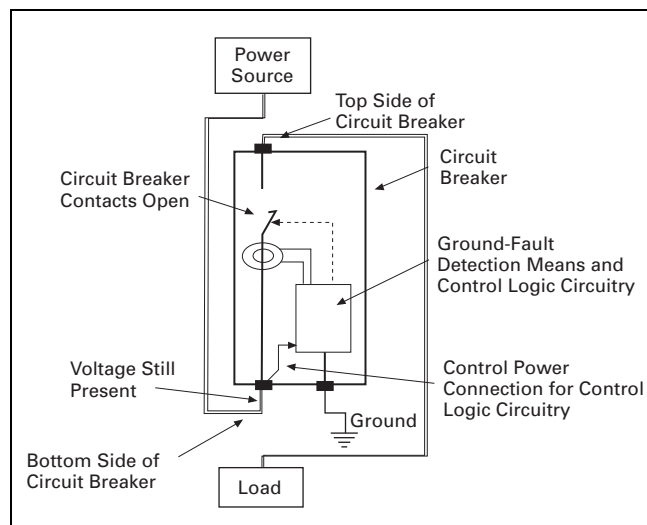 Power
Source
Top Side of
Circuit Breaker
Circuit
Breaker
Circuit Breaker
Contacts Open
Ground-Fault
Detection Means and
Control Logic Circuitry
Voltage Still
Present
Control Power
Connection for Control
Logic Circuitry
Ground
Bottom Side of
Circuit Breaker
Load